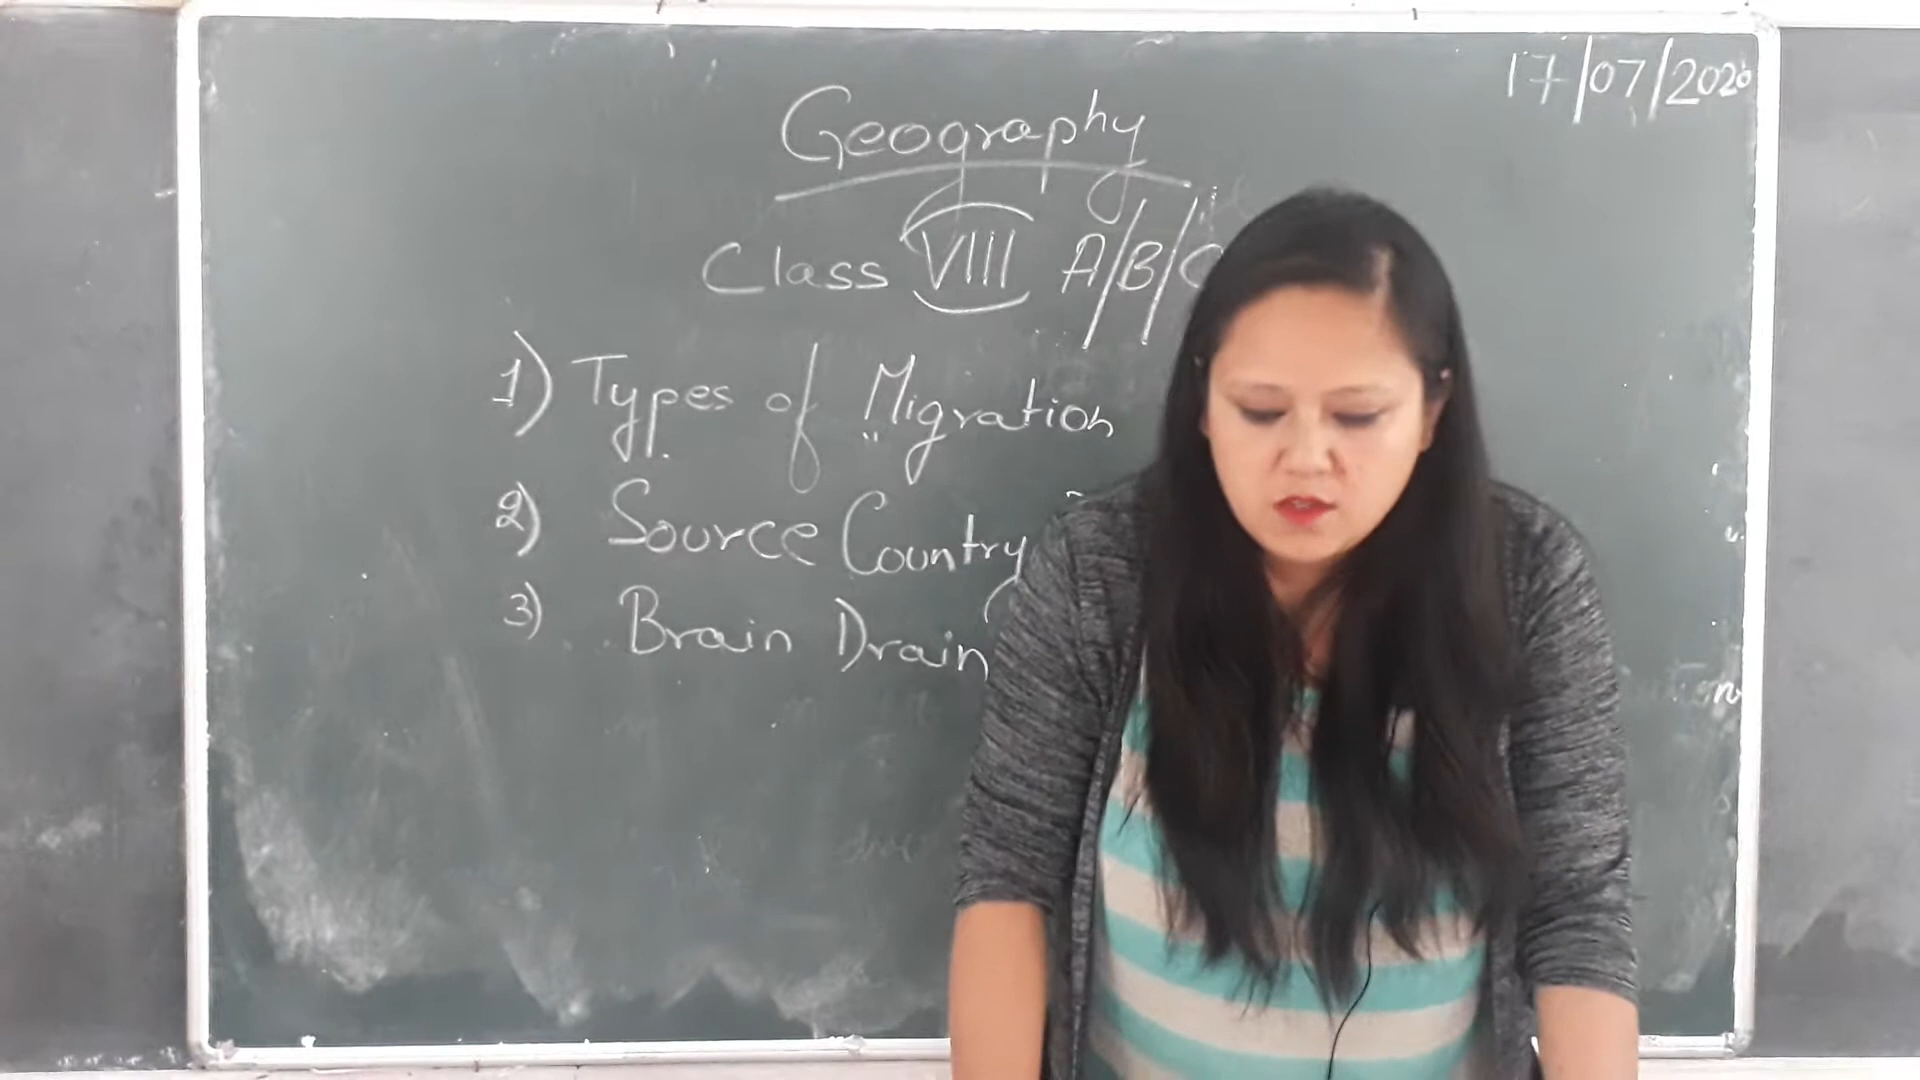 17/07/2020
Geography
Class VIII A/B/C
1) Types of Migration
2) Source Country
3) Brain Drain